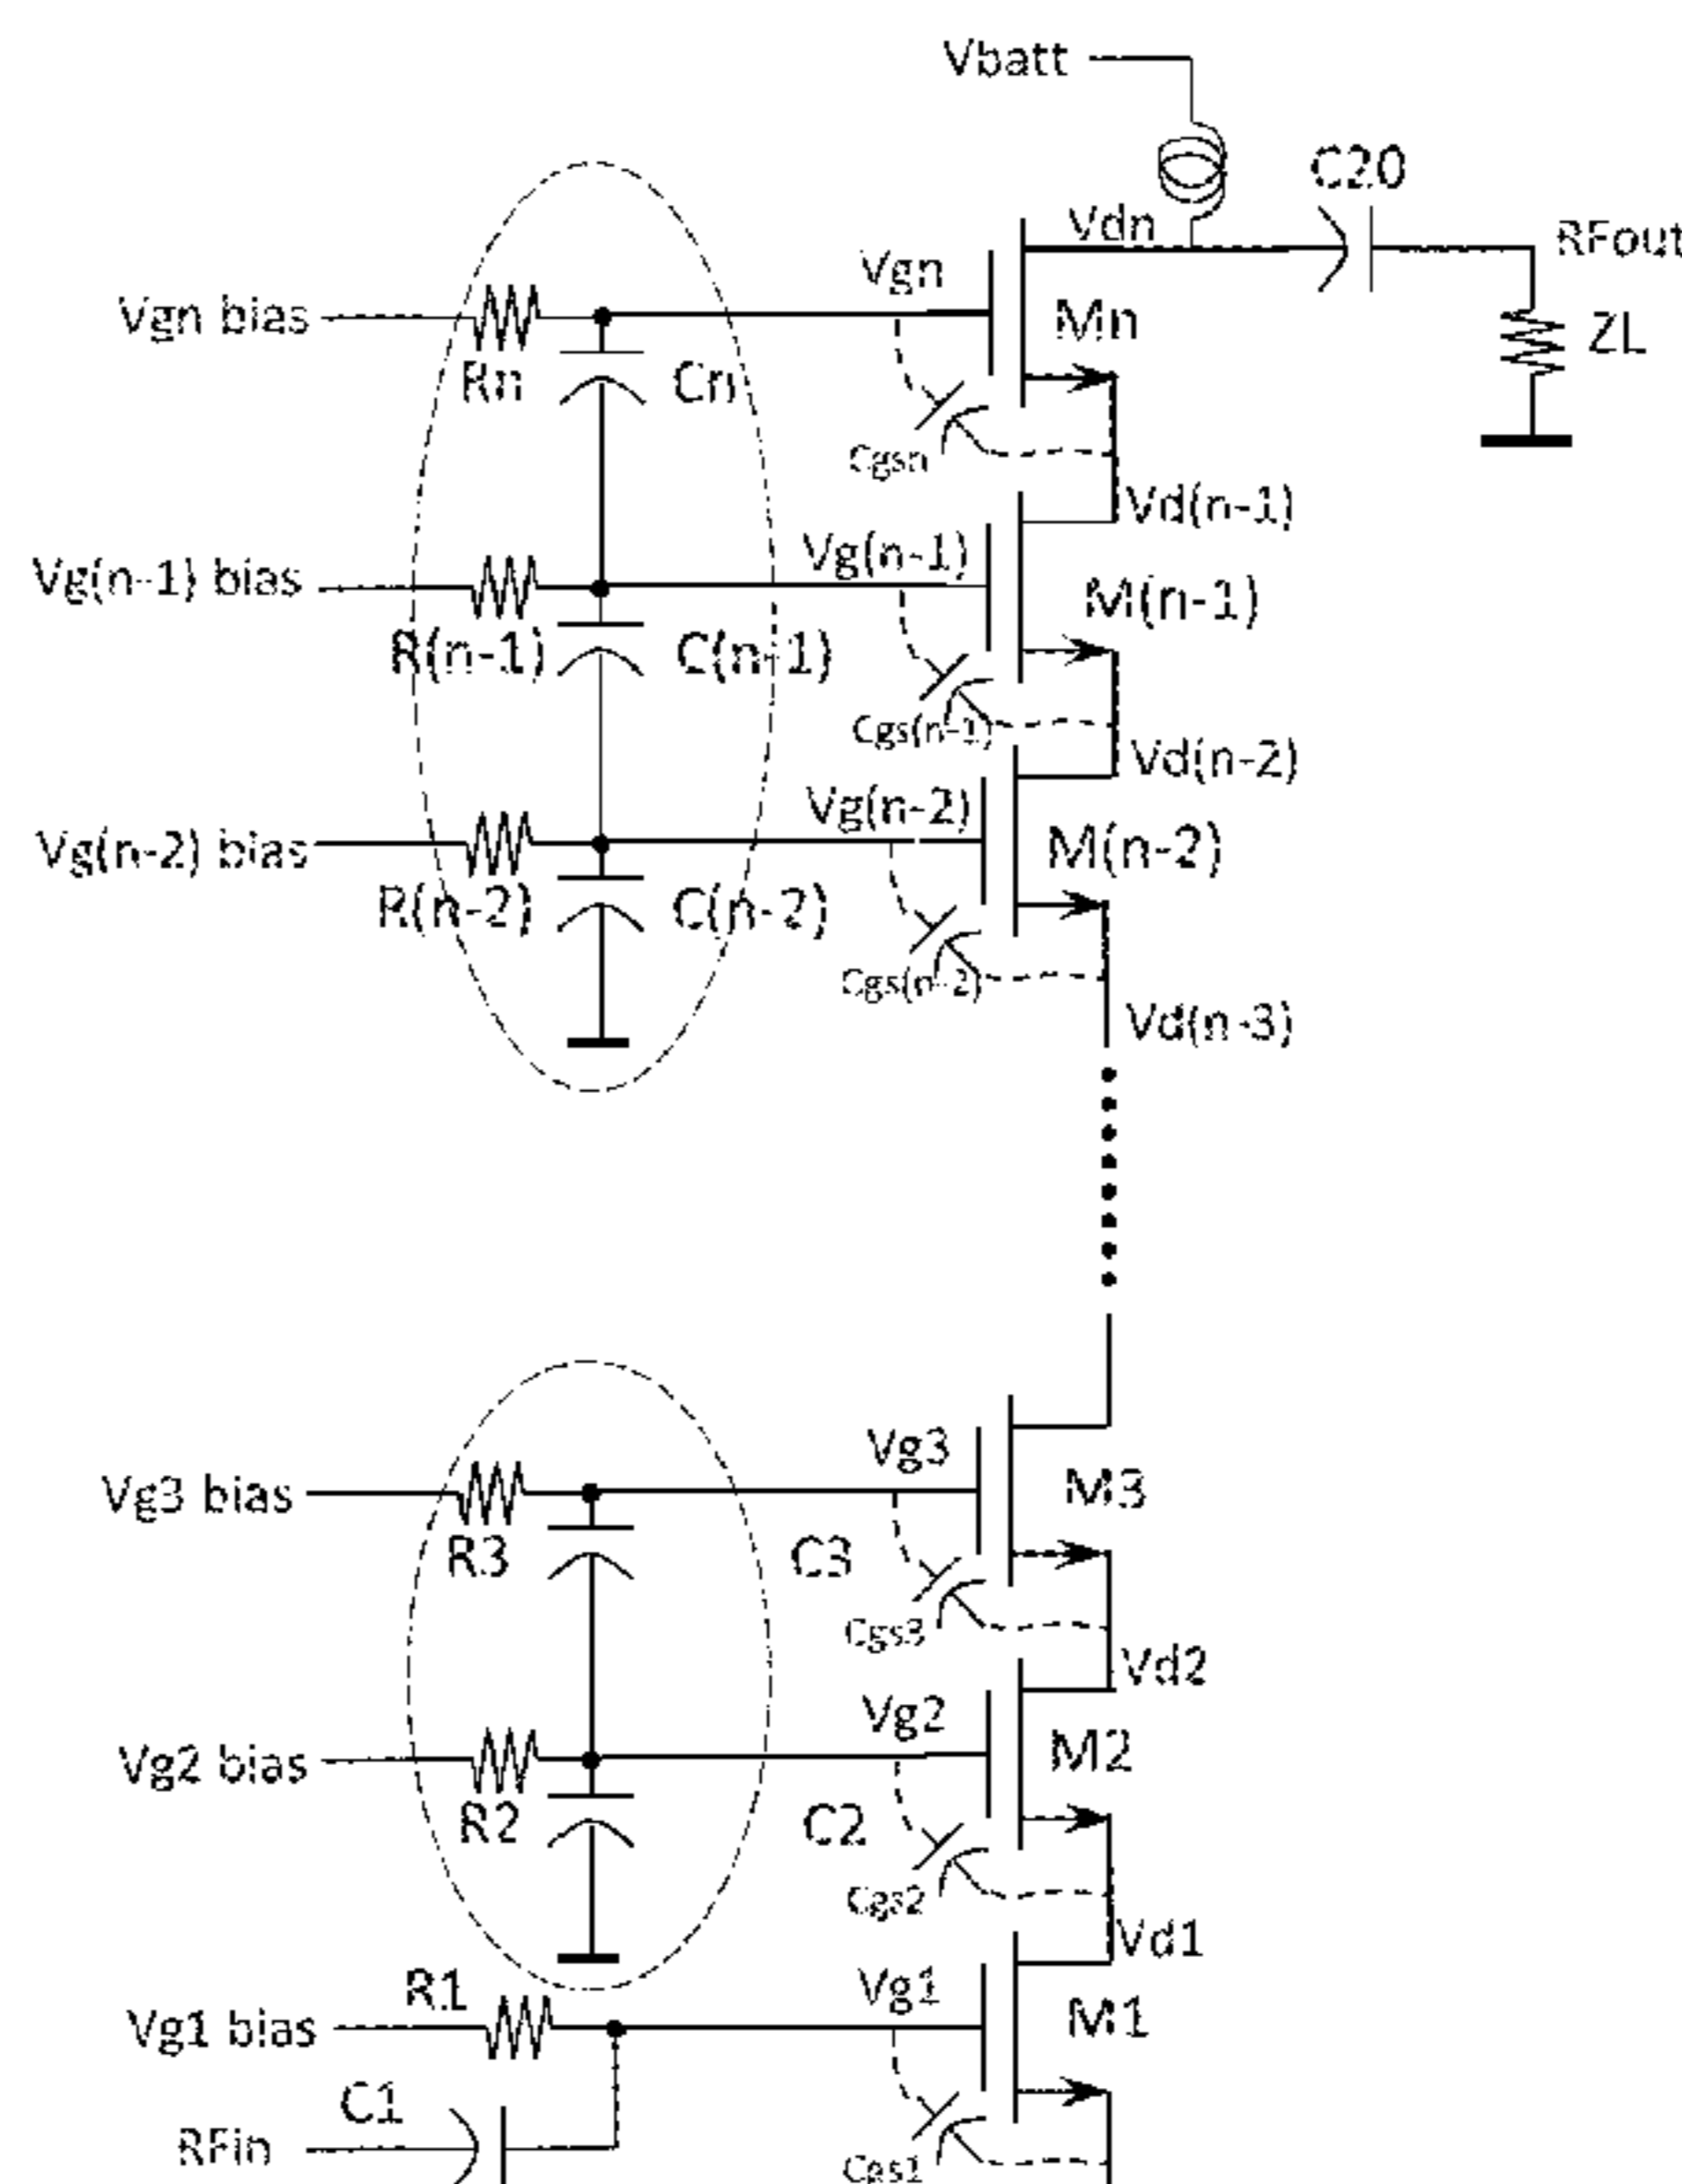 Vbatt
C20
Vdn
RFout
Vgn
Vgn bias
Mn
ZL
Rn
Cn
Cgsn
Vd(n-1)
Vg(n-1)
Vg(n-1) bias
M(n-1)
R(n-1)
C(n-1)
Cgs(n-1)
Vd(n-2)
Vg(n-2)
Vg(n-2) bias
M(n-2)
R(n-2)
C(n-2)
Cgs(n-2)
Vd(n-3)
Vg3
Vg3 bias
M3
R3
C3
Cgs3
Vd2
Vg2
Vg2 bias
M2
R2
C2
Cgs2
Vd1
R1
Vg1
Vg1 bias
M1
C1
RFin
Cgs1